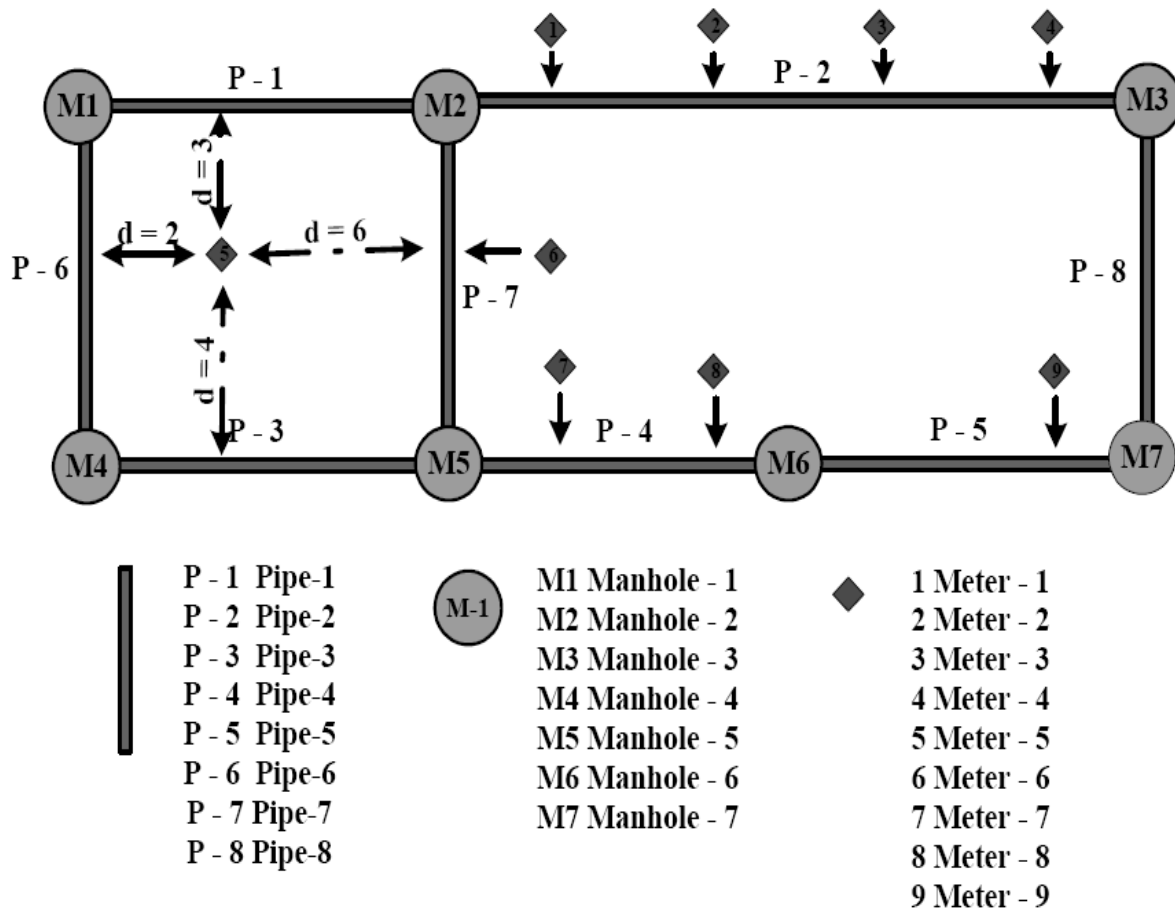 1 2 3 4
P - 1 P - 2
M1 M2 M3
d = 3
d = 2 5 d = 6 6
P - 6 P - 7 P - 8
d = 4
7 8 9
P - 3 P - 4 P - 5
M4 M5 M6 M7
P - 1 Pipe-1
P - 2 Pipe-2
P - 3 Pipe-3
P - 4 Pipe-4
P - 5 Pipe-5
P - 6 Pipe-6
P - 7 Pipe-7
P - 8 Pipe-8
M-1
M1 Manhole - 1
M2 Manhole - 2
M3 Manhole - 3
M4 Manhole - 4
M5 Manhole - 5
M6 Manhole - 6
M7 Manhole - 7
1 Meter - 1
2 Meter - 2
3 Meter - 3
4 Meter - 4
5 Meter - 5
6 Meter - 6
7 Meter - 7
8 Meter - 8
9 Meter - 9